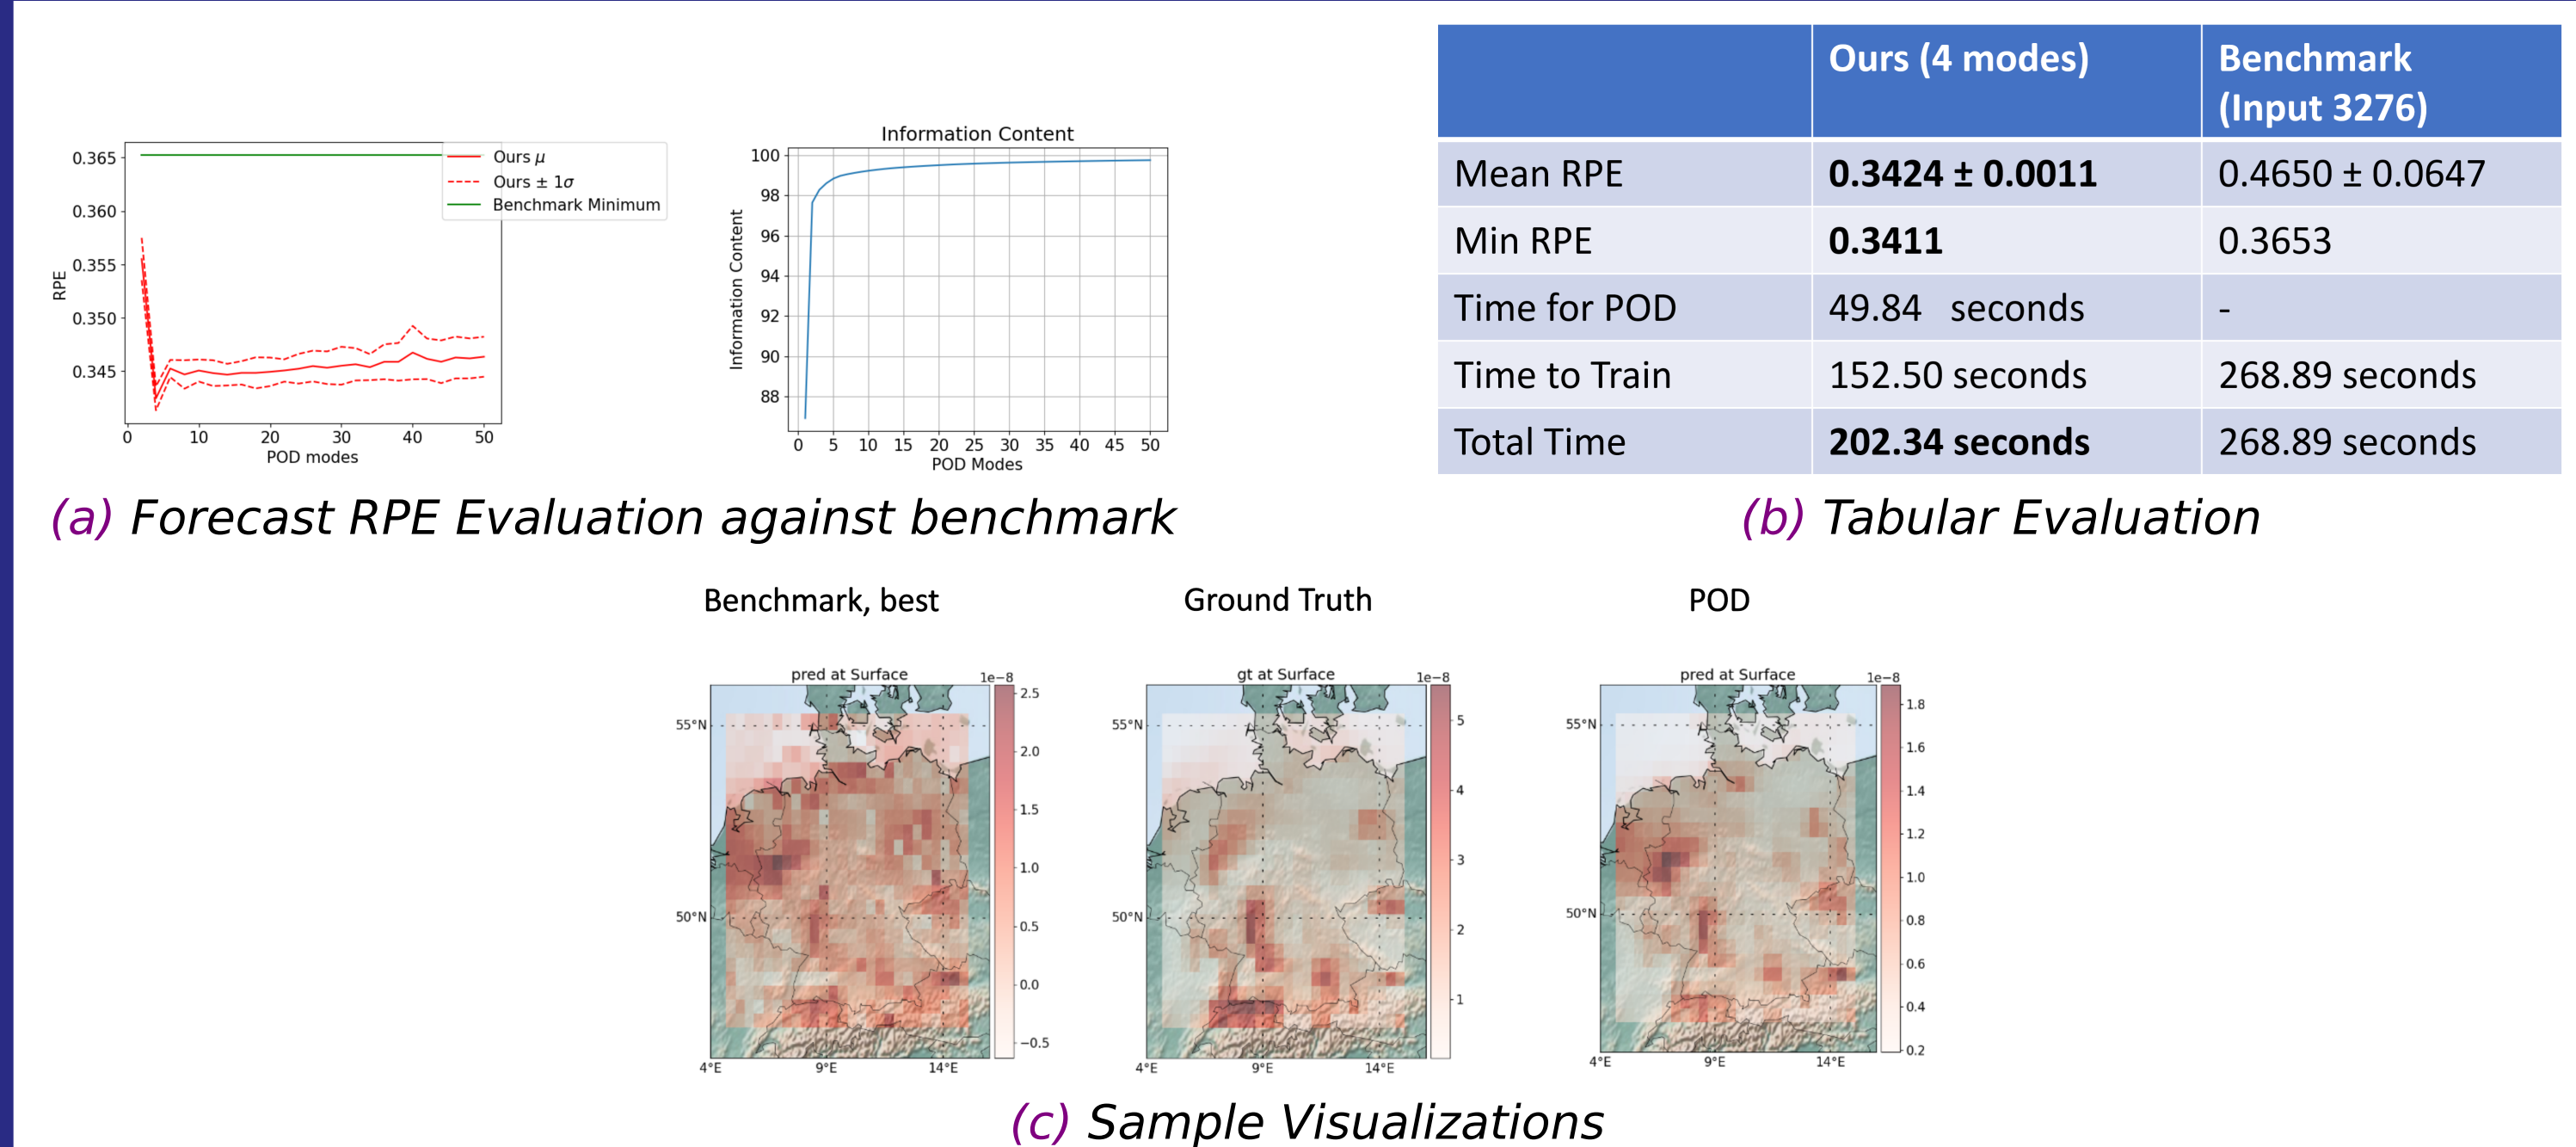 0.365
0.360
0.355
0.350
0.345
RPE
0 10 20 30 40 50
POD modes
Ours μ
Ours ± 1σ
Benchmark Minimum
Information Content
100
98
96
94
92
90
88
Information Content
0 5 10 15 20 25 30 35 40 45 50
POD Modes
(a) Forecast RPE Evaluation against benchmark
Ours (4 modes) Benchmark
(Input 3276)
Mean RPE 0.3424 ± 0.0011 0.4650 ± 0.0647
Min RPE 0.3411 0.3653
Time for POD 49.84 seconds -
Time to Train 152.50 seconds 268.89 seconds
Total Time 202.34 seconds 268.89 seconds
(b) Tabular Evaluation
Benchmark, best
pred at Surface
1e−8
55°N
50°N
4°E 9°E 14°E
2.5
2.0
1.5
1.0
0.5
0.0
−0.5
Ground Truth
gt at Surface
1e−8
55°N
50°N
4°E 9°E 14°E
5
4
3
2
1
POD
pred at Surface
1e−8
55°N
50°N
4°E 9°E 14°E
1.8
1.6
1.4
1.2
1.0
0.8
0.6
0.4
0.2
(c) Sample Visualizations